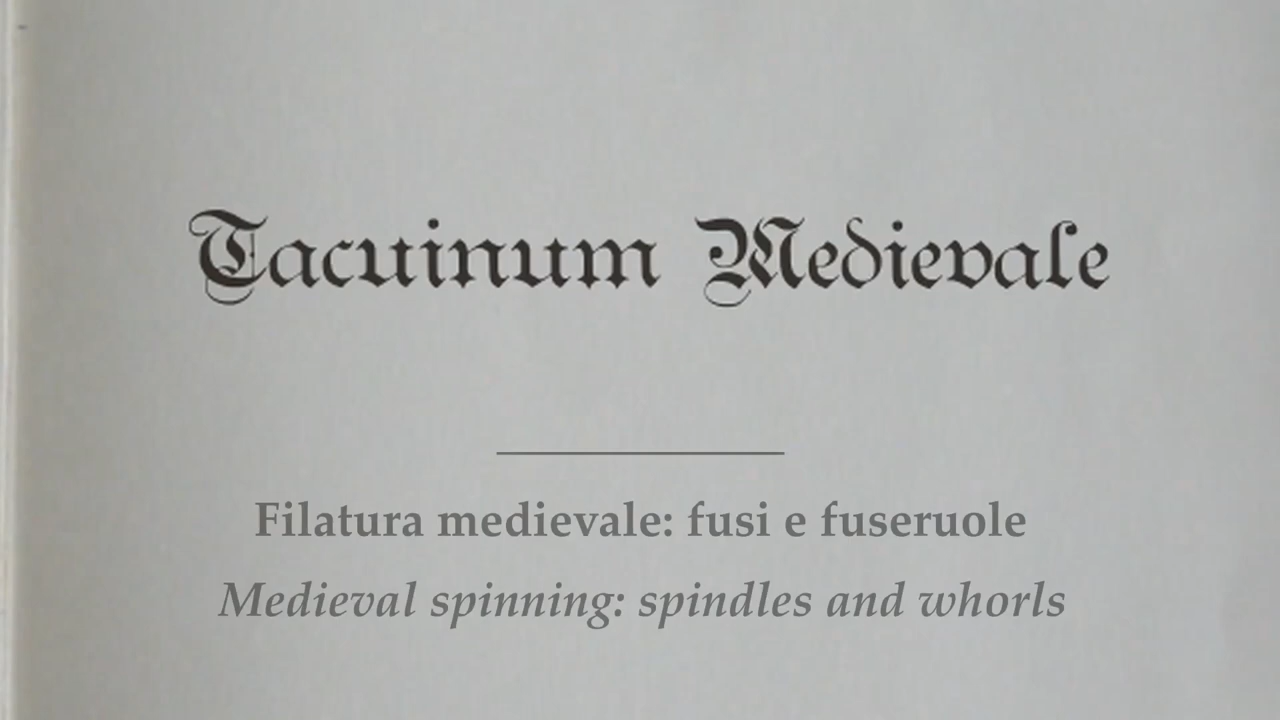 Tacuinum Medievale
Filatura medievale: fusi e fuseruole
Medieval spinning: spindles and whorls